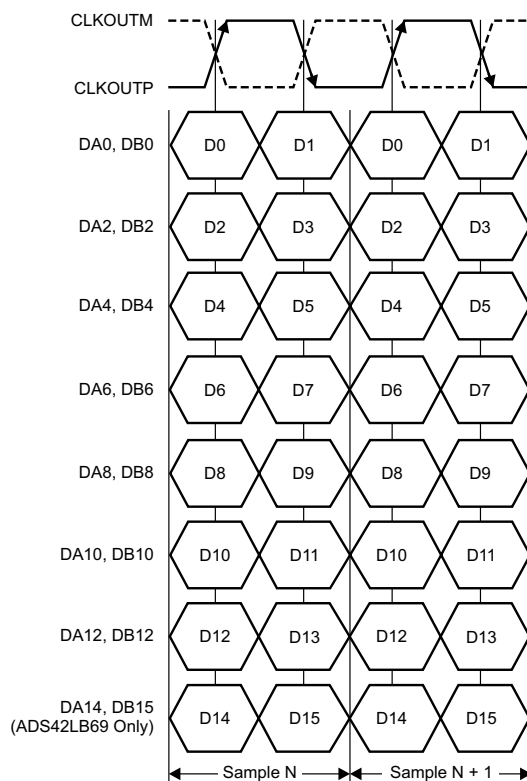 CLKOUTM
CLKOUTP
DA0, DB0 D0 D1 D0 D1
DA2, DB2 D2 D3 D2 D3
DA4, DB4 D4 D5 D4 D5
DA6, DB6 D6 D7 D6 D7
DA8, DB8 D8 D9 D8 D9
DA10, DB10 D10 D11 D10 D11
DA12, DB12 D12 D13 D12 D13
DA14, DB15
(ADS42LB69 Only) D14 D15 D14 D15
Sample N Sample N + 1